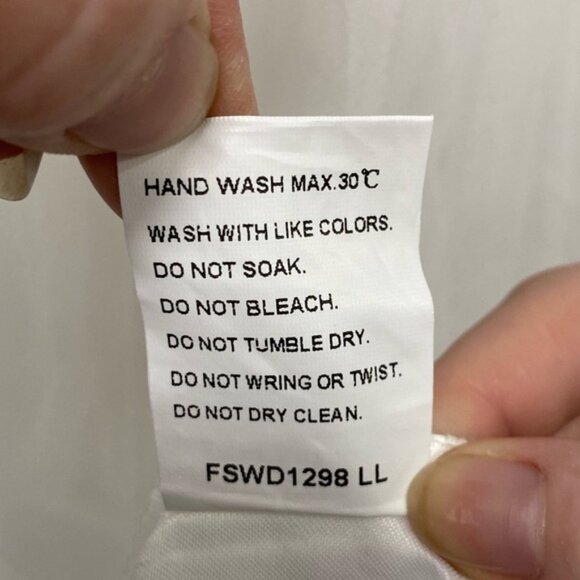 HAND WASH MAX.30℃
WASH WITH LIKE COLORS.
DO NOT SOAK.
DO NOT BLEACH.
DO NOT TUMBLE DRY.
DO NOT WRING OR TWIST.
DO NOT DRY CLEAN.
FSWD1298 LL